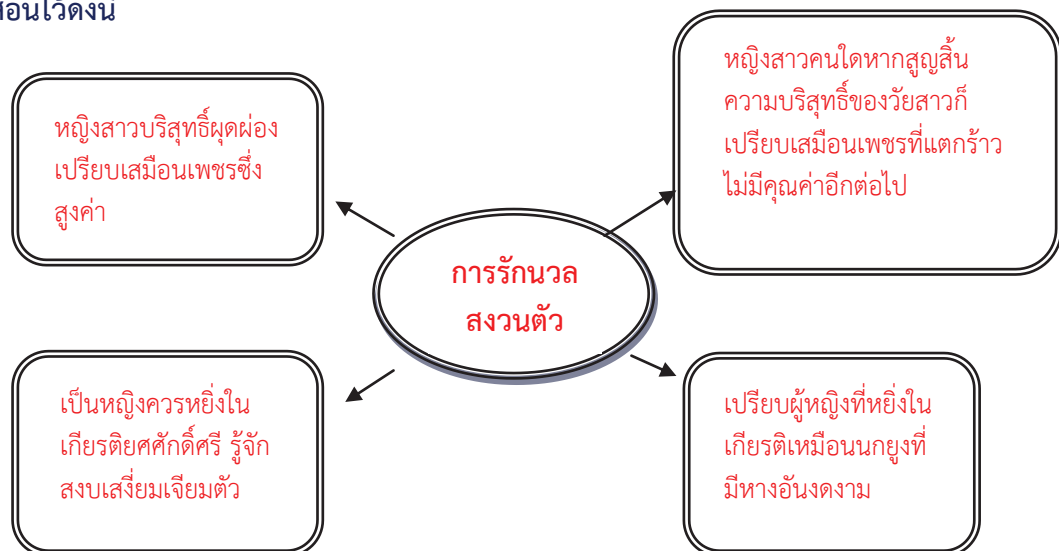 สอนไว้ดังนี้
หญิงสาวบริสุทธิ์ผุดผ่อง
เปรียบเสมือนเพชรซึ่ง
สูงค่า
หญิงสาวคนใดหากสูญสิ้น
ความบริสุทธิ์ของวัยสาวก็
เปรียบเสมือนเพชรที่แตกร้าว
ไม่มีคุณค่าอีกต่อไป
การรักนวล
สงวนตัว
เป็นหญิงควรหยิ่งใน
เกียรติยศศักดิ์ศรี รู้จัก
สงบเสงี่ยมเจียมตัว
เปรียบผู้หญิงที่หยิ่งใน
เกียรติเหมือนนกยูงที่
มีหางอันงดงาม